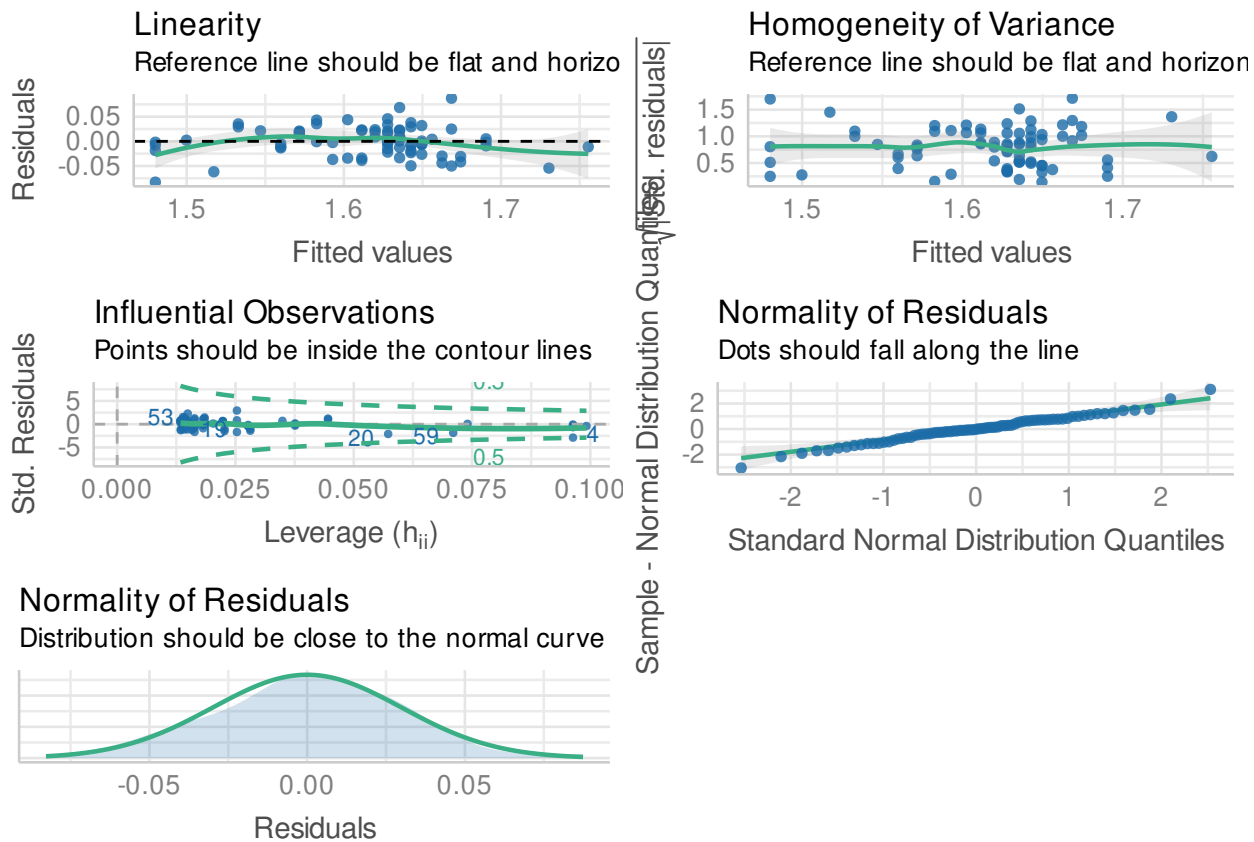 Linearity
Reference line should be flat and horizo
Residuals
0.05
0.00
-0.05
1.5 1.6 1.7
Fitted values
Homogeneity of Variance
Reference line should be flat and horizon
√|Std. residuals|
1.5
1.0
0.5
1.5 1.6 1.7
Fitted values
Influential Observations
Points should be inside the contour lines
Std. Residuals
5
0
-5
0.5
53
19
20
59
4
0.5
0.000 0.025 0.050 0.075 0.100
Leverage (hii)
Normality of Residuals
Dots should fall along the line
Sample - Normal Distribution Quantiles
2
0
-2
-2 -1 0 1 2
Standard Normal Distribution Quantiles
Normality of Residuals
Distribution should be close to the normal curve
-0.05 0.00 0.05
Residuals